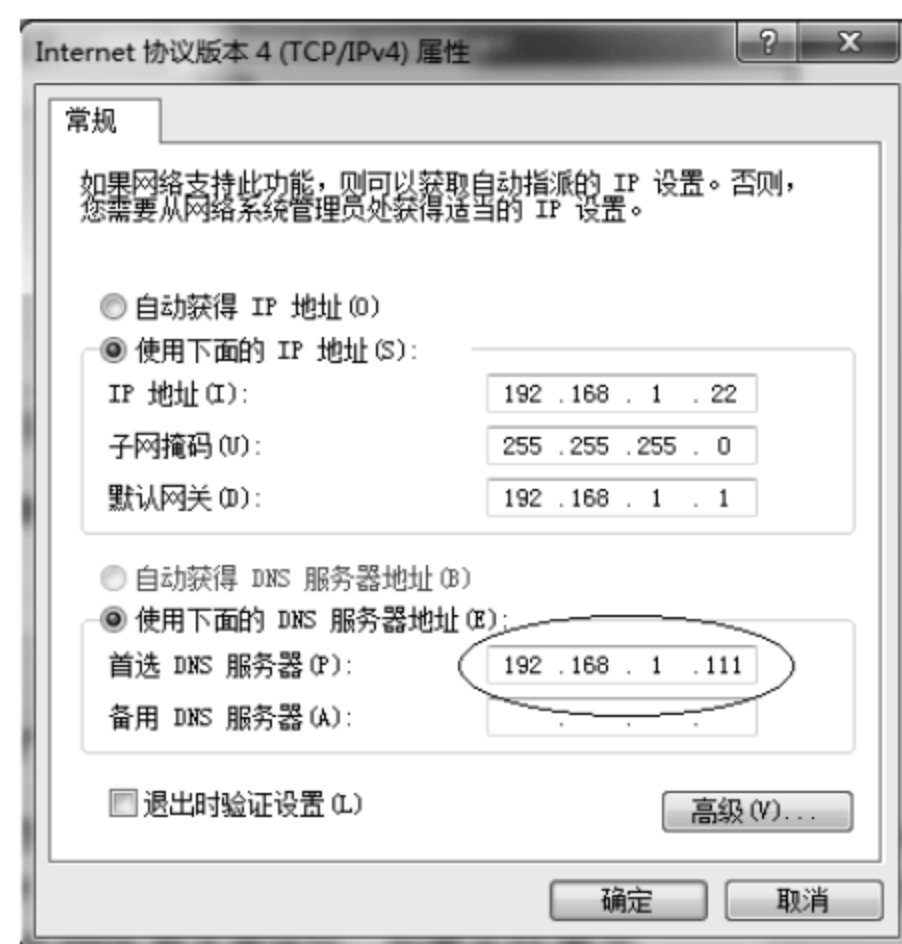 Internet 协议版本 4 (TCP/IPv4) 属性
常规
如果网络支持此功能，则可以获取自动指派的 IP 设置。否则，
您需要从网络系统管理员处获得适当的 IP 设置。
自动获得 IP 地址(O)
使用下面的 IP 地址(S):
IP 地址(I): 192 .168 . 1 . 22
子网掩码(U): 255 .255 .255 . 0
默认网关(D): 192 .168 . 1 . 1
自动获得 DNS 服务器地址(B)
使用下面的 DNS 服务器地址(E):
首选 DNS 服务器(P): 192 .168 . 1 .111
备用 DNS 服务器(A): . . .
退出时验证设置(L)
高级(V)...
确定 取消